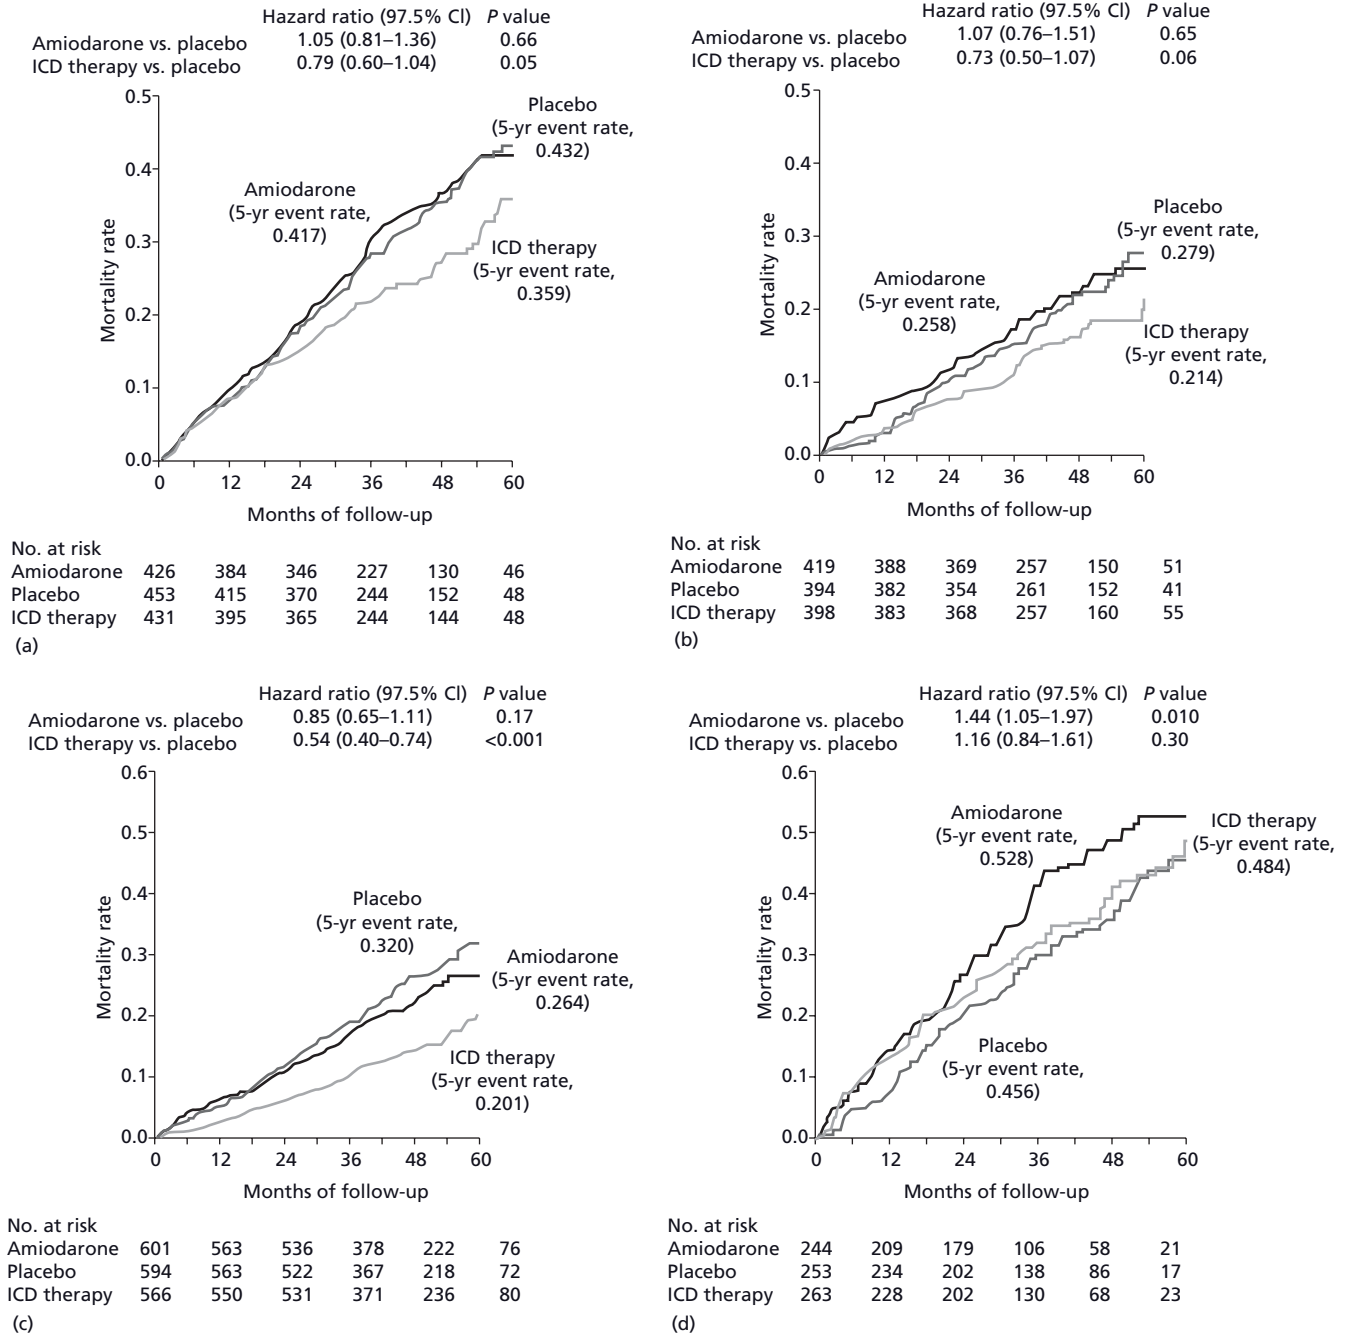 Hazard ratio (97.5% Cl) P value
Amiodarone vs. placebo 1.05 (0.81–1.36) 0.66
ICD therapy vs. placebo 0.79 (0.60–1.04) 0.05
0.5
0.4
0.3
0.2
0.1
0.0
Mortality rate
Placebo
(5-yr event rate,
0.432)
Amiodarone
(5-yr event rate,
0.417)
ICD therapy
(5-yr event rate,
0.359)
0 12 24 36 48 60
Months of follow-up
No. at risk
Amiodarone 426 384 346 227 130 46
Placebo 453 415 370 244 152 48
ICD therapy 431 395 365 244 144 48
(a)
Hazard ratio (97.5% Cl) P value
Amiodarone vs. placebo 1.07 (0.76–1.51) 0.65
ICD therapy vs. placebo 0.73 (0.50–1.07) 0.06
0.5
0.4
0.3
0.2
0.1
0.0
Mortality rate
Placebo
(5-yr event rate,
0.279)
Amiodarone
(5-yr event rate,
0.258)
ICD therapy
(5-yr event rate,
0.214)
0 12 24 36 48 60
Months of follow-up
No. at risk
Amiodarone 419 388 369 257 150 51
Placebo 394 382 354 261 152 41
ICD therapy 398 383 368 257 160 55
(b)
Hazard ratio (97.5% Cl) P value
Amiodarone vs. placebo 0.85 (0.65–1.11) 0.17
ICD therapy vs. placebo 0.54 (0.40–0.74) <0.001
0.6
0.5
0.4
0.3
0.2
0.1
0.0
Mortality rate
Placebo
(5-yr event rate,
0.320)
Amiodarone
(5-yr event rate,
0.264)
ICD therapy
(5-yr event rate,
0.201)
0 12 24 36 48 60
Months of follow-up
No. at risk
Amiodarone 601 563 536 378 222 76
Placebo 594 563 522 367 218 72
ICD therapy 566 550 531 371 236 80
(c)
Hazard ratio (97.5% Cl) P value
Amiodarone vs. placebo 1.44 (1.05–1.97) 0.010
ICD therapy vs. placebo 1.16 (0.84–1.61) 0.30
0.6
0.5
0.4
0.3
0.2
0.1
0.0
Mortality rate
Amiodarone
(5-yr event rate,
0.528)
ICD therapy
(5-yr event rate,
0.484)
Placebo
(5-yr event rate,
0.456)
0 12 24 36 48 60
Months of follow-up
No. at risk
Amiodarone 244 209 179 106 58 21
Placebo 253 234 202 138 86 17
ICD therapy 263 228 202 130 68 23
(d)